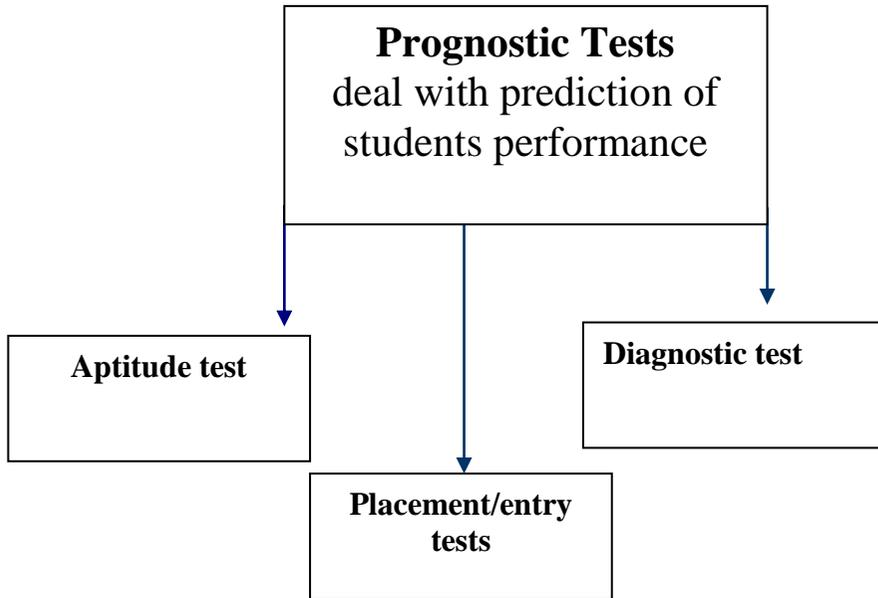 Prognostic Tests
deal with prediction of
students performance
Aptitude test
Diagnostic test
Placement/entry
tests